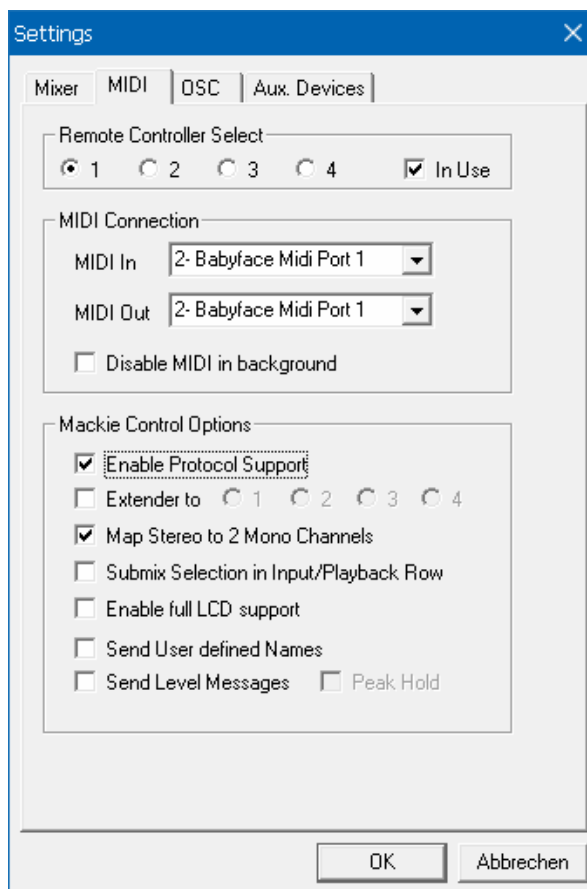 Settings
Mixer MIDI OSC Aux. Devices
Remote Controller Select
1 2 3 4 In Use
MIDI Connection
MIDI In 2- Babyface Midi Port 1
MIDI Out 2- Babyface Midi Port 1
Disable MIDI in background
Mackie Control Options
Enable Protocol Support
Extender to 1 2 3 4
Map Stereo to 2 Mono Channels
Submix Selection in Input/Playback Row
Enable full LCD support
Send User defined Names
Send Level Messages Peak Hold
OK Abbrechen